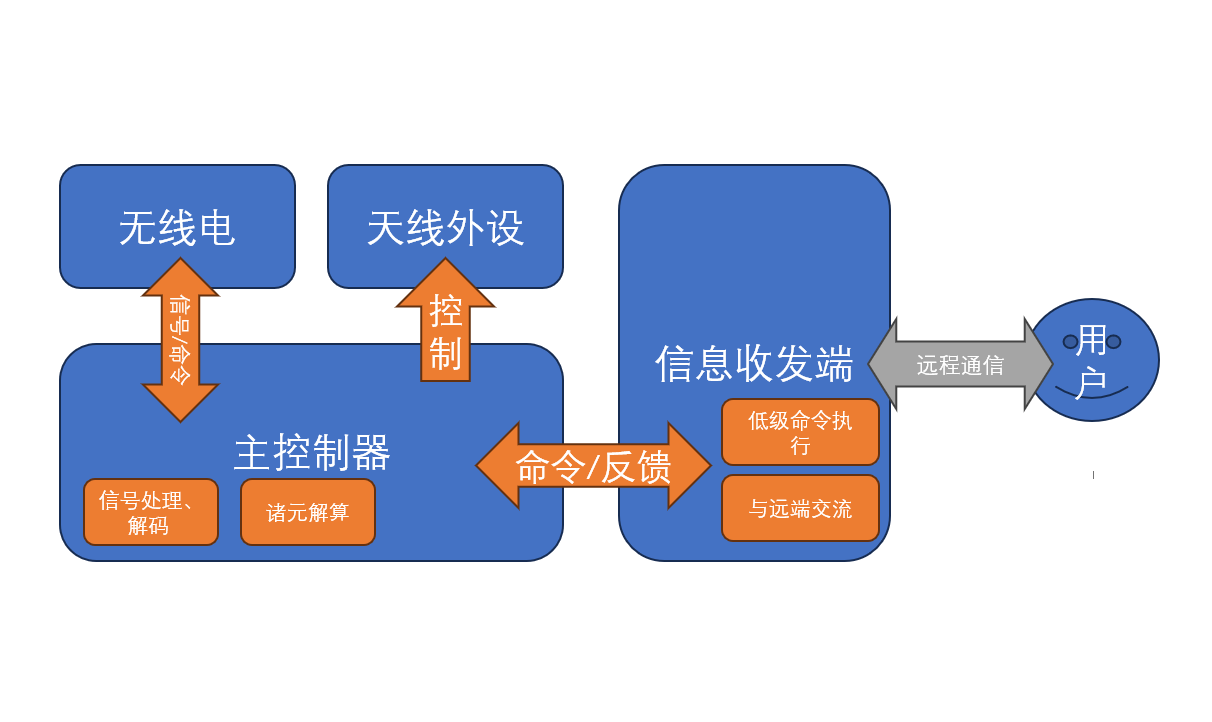 无线电
天线外设
信号/命令
控
制
主控制器
信号处理、
解码
诸元解算
命令/反馈
信息收发端
低级命令执
行
与远端交流
远程通信
用
户